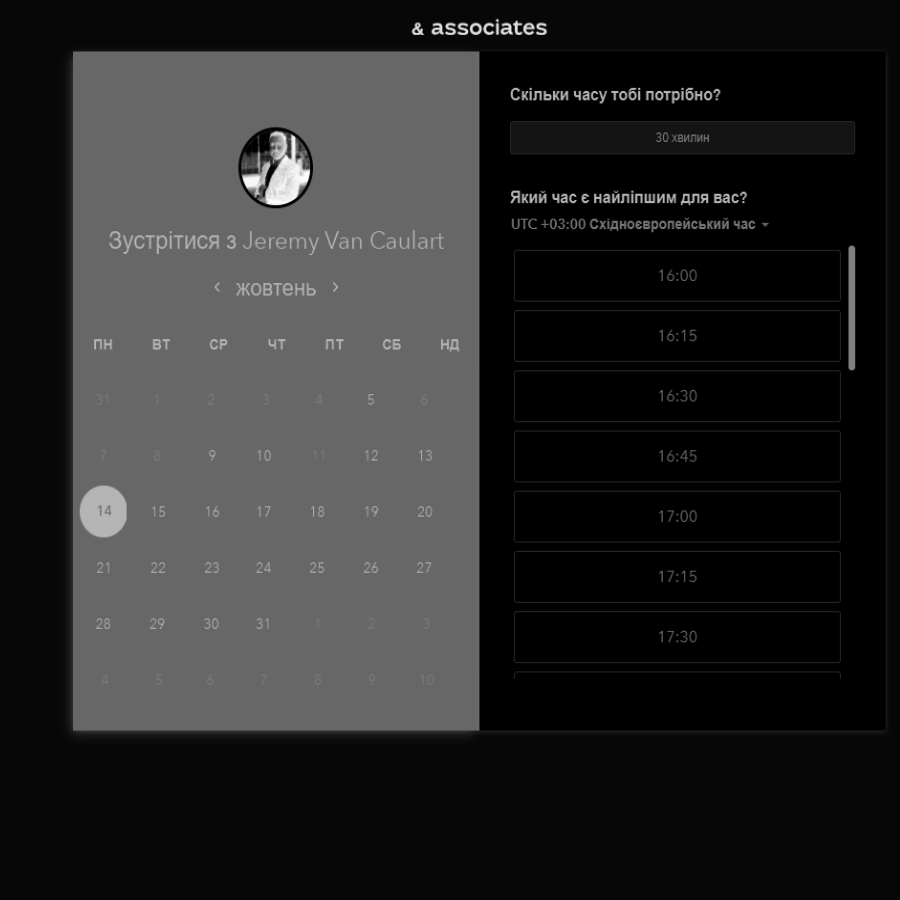 & associates
Зустрітися з Jeremy Van Caulart
жовтень
ПН ВТ СР ЧТ ПТ СБ НД
31 1 2 3 4 5 6
7 8 9 10 11 12 13
14 15 16 17 18 19 20
21 22 23 24 25 26 27
28 29 30 31 1 2 3
4 5 6 7 8 9 10
Скільки часу тобі потрібно?
30 хвилин
Який час є найліпшим для вас?
UTC +03:00 Східноєвропейський час
16:00
16:15
16:30
16:45
17:00
17:15
17:30